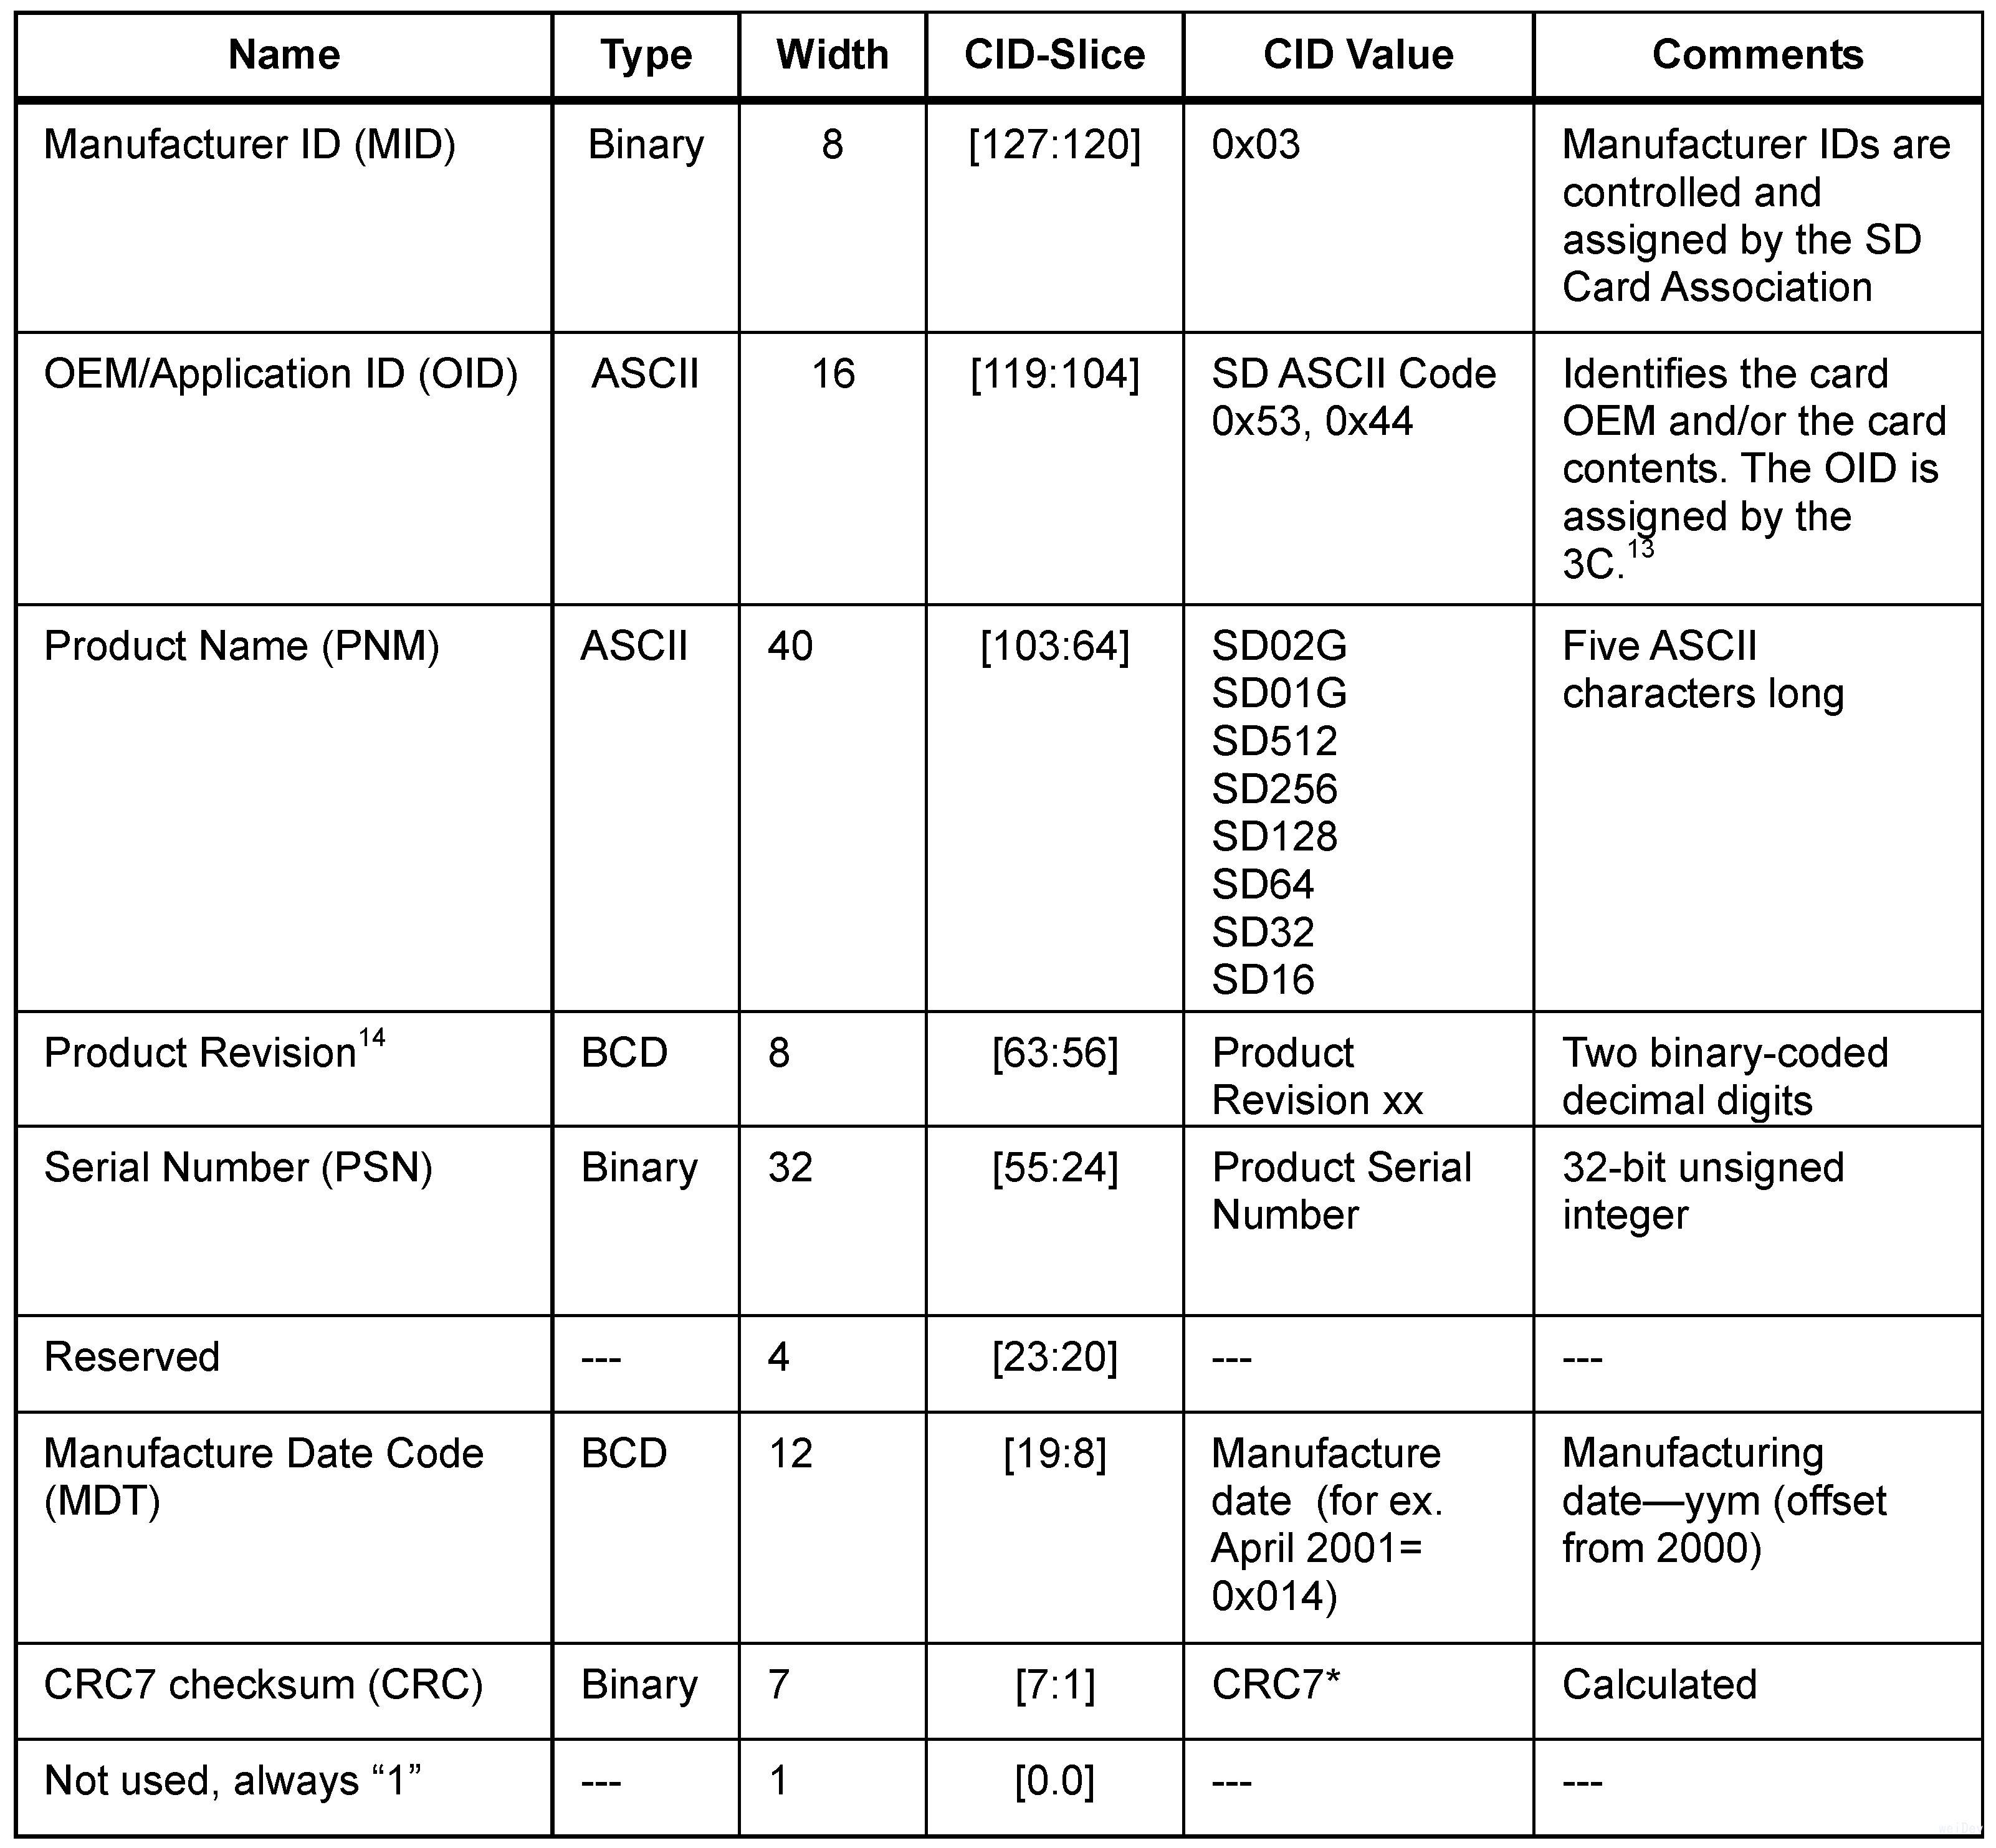 Name Type Width CID-Slice CID Value Comments
Manufacturer ID (MID) Binary 8 [127:120] 0x03 Manufacturer IDs are
controlled and
assigned by the SD
Card Association
OEM/Application ID (OID) ASCII 16 [119:104] SD ASCII Code Identifies the card
0x53, 0x44 OEM and/or the card
contents. The OID is
assigned by the
3C.13
Product Name (PNM) ASCII 40 [103:64] SD02G Five ASCII
SD01G characters long
SD512
SD256
SD128
SD64
SD32
SD16
Product Revision14 BCD 8 [63:56] Product Two binary-coded
Revision xx decimal digits
Serial Number (PSN) Binary 32 [55:24] Product Serial 32-bit unsigned
Number integer
Reserved --- 4 [23:20] --- ---
Manufacture Date Code BCD 12 [19:8] Manufacture Manufacturing
(MDT) date (for ex. date—yym (offset
April 2001= from 2000)
0x014)
CRC7 checksum (CRC) Binary 7 [7:1] CRC7* Calculated
Not used, always “1” --- 1 [0.0] --- ---